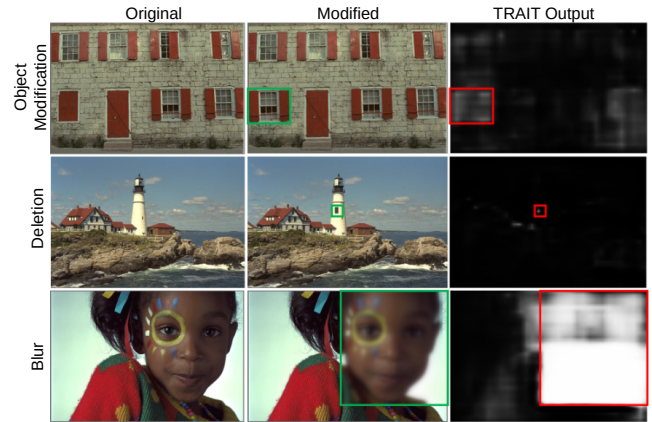 Original Modified TRAIT Output
Object
Modification
Deletion
Blur